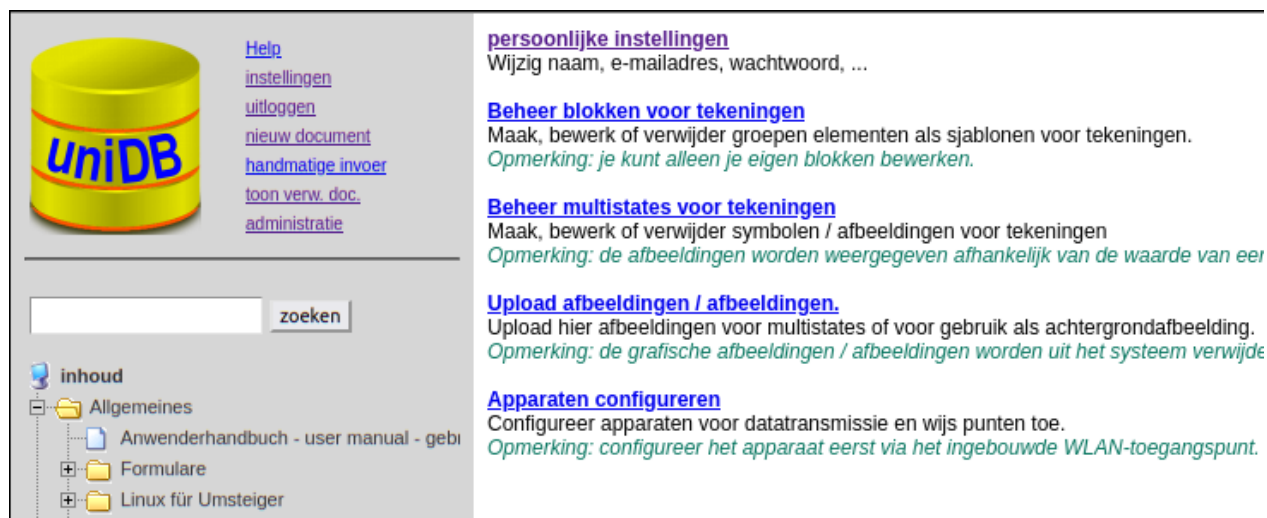 uniDB
Help
instellingen
uitloggen
nieuw document
handmatige invoer
toon verw. doc.
administratie
zoeken
inhoud
Allgemeines
Anwenderhandbuch - user manual - gebr
Formulare
Linux für Umsteiger
persoonlijke instellingen
Wijzig naam, e-mailadres, wachtwoord, ...
Beheer blokken voor tekeningen
Maak, bewerk of verwijder groepen elementen als sjablonen voor tekeningen.
Opmerking: je kunt alleen je eigen blokken bewerken.
Beheer multistates voor tekeningen
Maak, bewerk of verwijder symbolen / afbeeldingen voor tekeningen
Opmerking: de afbeeldingen worden weergegeven afhankelijk van de waarde van een
Upload afbeeldingen / afbeeldingen.
Upload hier afbeeldingen voor multistates of voor gebruik als achtergrondafbeelding.
Opmerking: de grafische afbeeldingen / afbeeldingen worden uit het systeem verwijde
Apparaten configureren
Configureer apparaten voor datatransmissie en wijs punten toe.
Opmerking: configureer het apparaat eerst via het ingebouwde WLAN-toegangspunt.